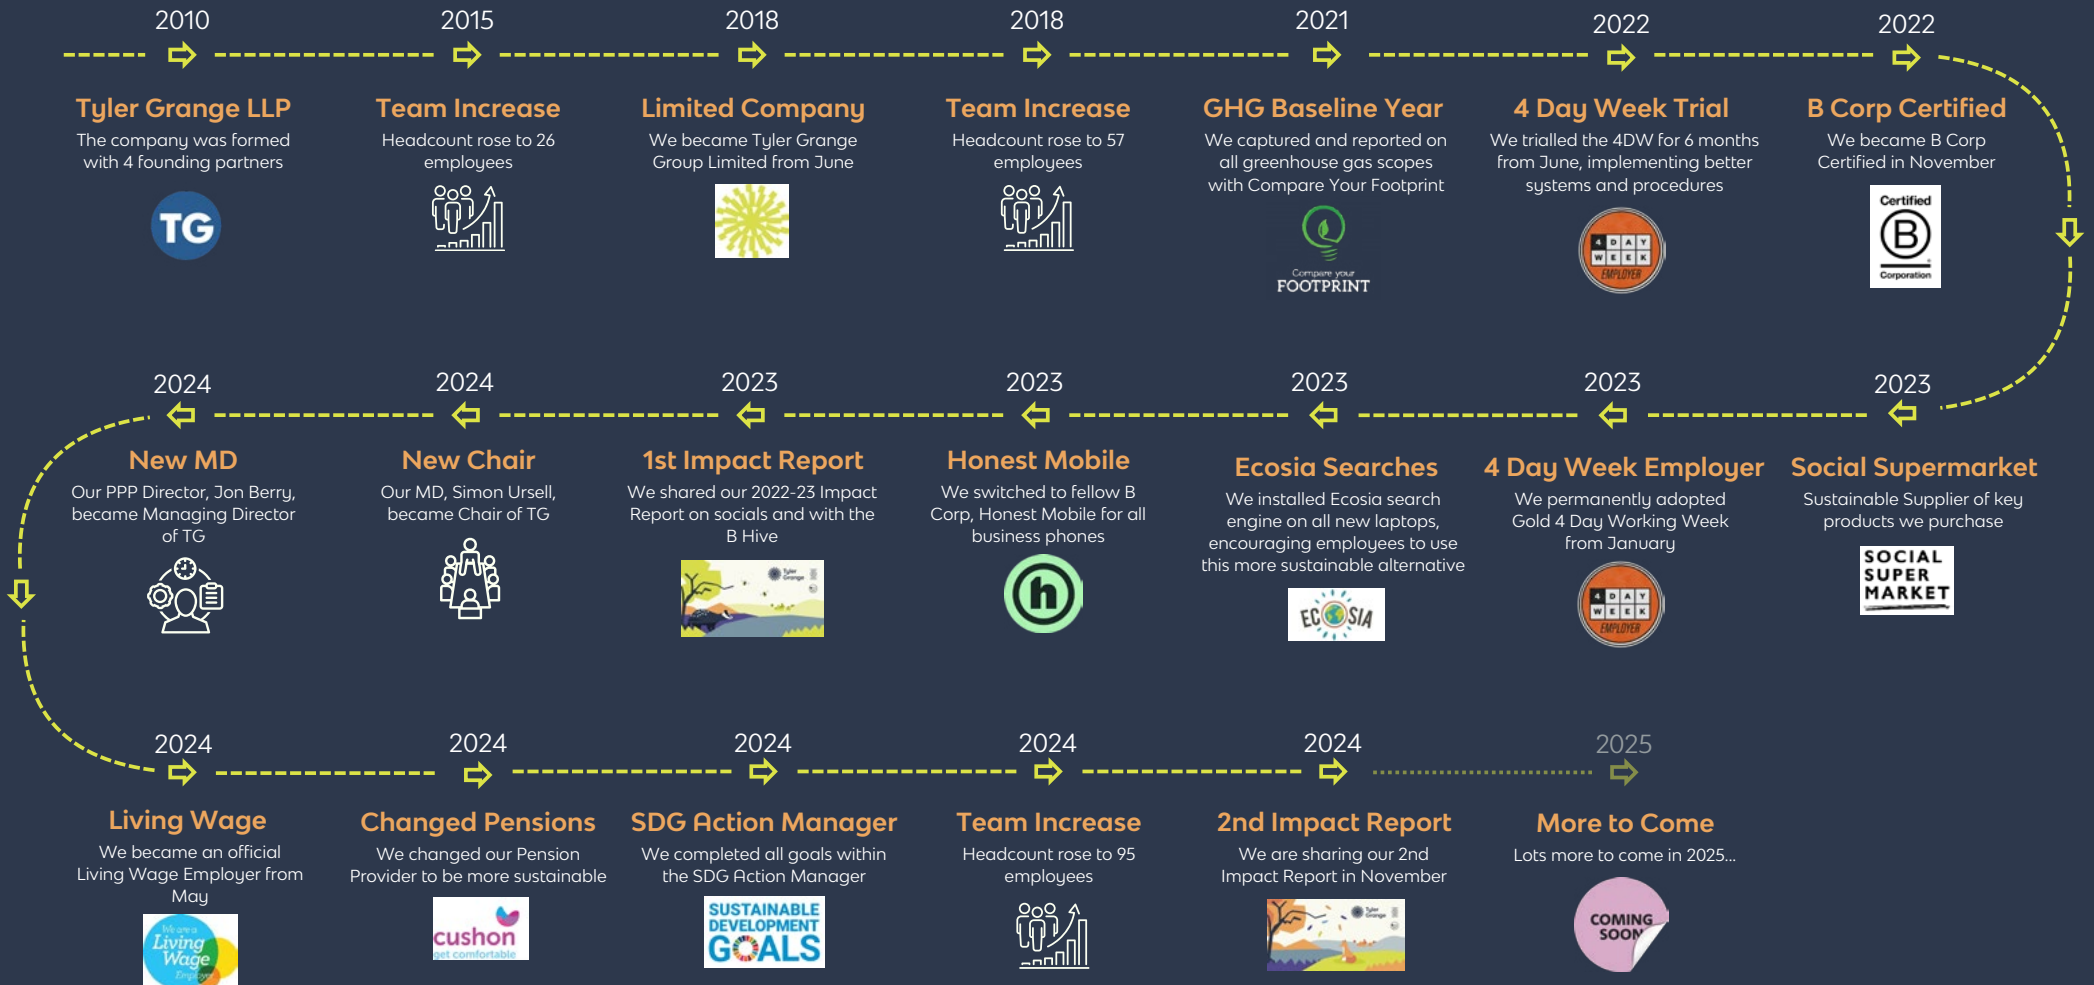 2010
Tyler Grange LLP
The company was formed
with 4 founding partners
TG
2015
Team Increase
Headcount rose to 26
employees
2018
Limited Company
We became Tyler Grange
Group Limited from June
2018
Team Increase
Headcount rose to 57
employees
2021
GHG Baseline Year
We captured and reported on
all greenhouse gas scopes
with Compare Your Footprint
Compare your
FOOTPRINT
2022
4 Day Week Trial
We trialled the 4DW for 6 months
from June, implementing better
systems and procedures
4 DAY
WEEK
EMPLOYER
2022
B Corp Certified
We became B Corp
Certified in November
Certified
B
Corporation
2023
Social Supermarket
Sustainable Supplier of key
products we purchase
SOCIAL
SUPER
MARKET
2023
4 Day Week Employer
We permanently adopted
Gold 4 Day Working Week
from January
4 DAY
WEEK
EMPLOYER
2023
Ecosia Searches
We installed Ecosia search
engine on all new laptops,
encouraging employees to use
this more sustainable alternative
ECOSIA
2023
Honest Mobile
We switched to fellow B
Corp, Honest Mobile for all
business phones
h
2023
1st Impact Report
We shared our 2022-23 Impact
Report on socials and with the
B Hive
Tyler
Grange
2024
New Chair
Our MD, Simon Ursell,
became Chair of TG
2024
New MD
Our PPP Director, Jon Berry,
became Managing Director
of TG
2024
Living Wage
We became an official
Living Wage Employer from
May
We are a
Living
Wage
Employer
2024
Changed Pensions
We changed our Pension
Provider to be more sustainable
cushon
get comfortable
2024
SDG Action Manager
We completed all goals within
the SDG Action Manager
SUSTAINABLE
DEVELOPMENT
GOALS
2024
Team Increase
Headcount rose to 95
employees
2024
2nd Impact Report
We are sharing our 2nd
Impact Report in November
Tyler
Grange
2025
More to Come
Lots more to come in 2025...
COMING
SOON